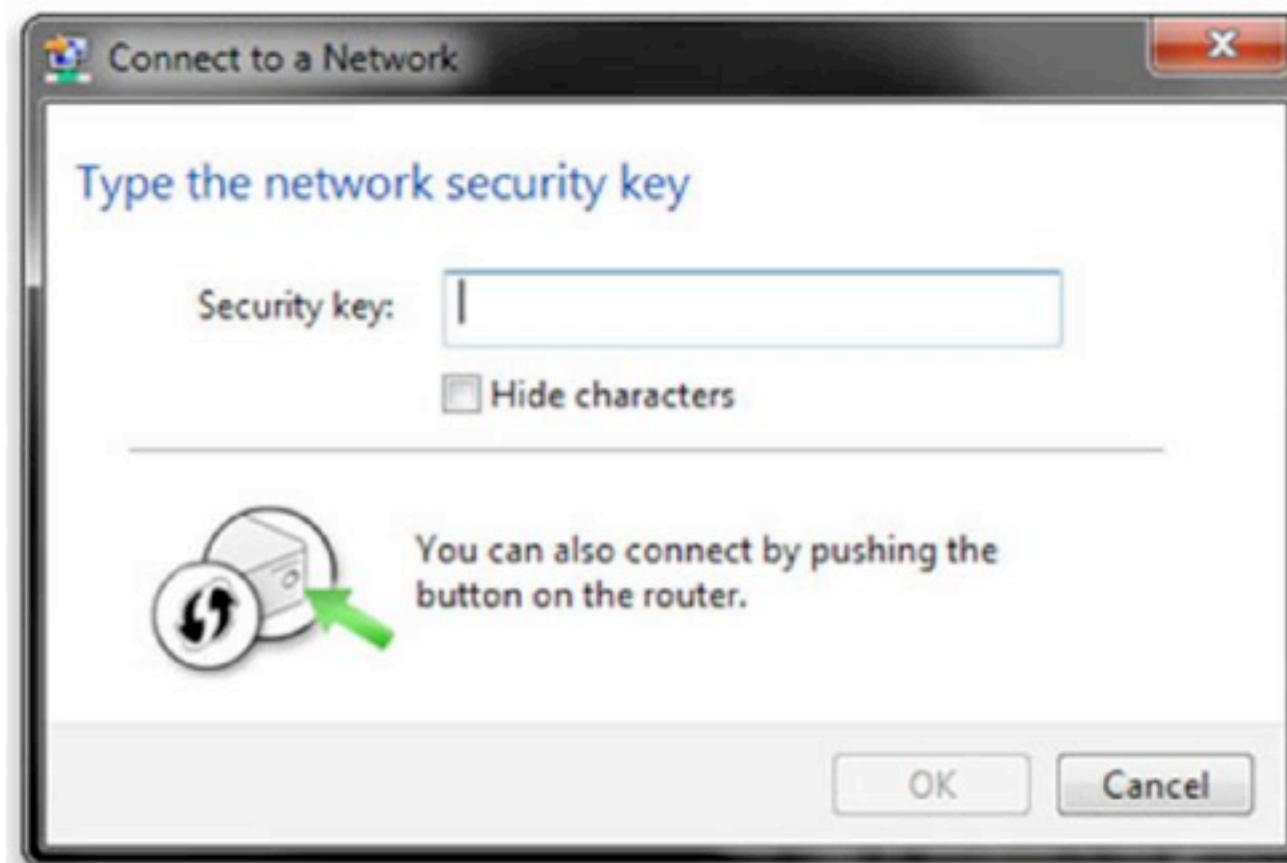 Connect to a Network
Type the network security key
Security key:
Hide characters
You can also connect by pushing the
button on the router.
OK
Cancel